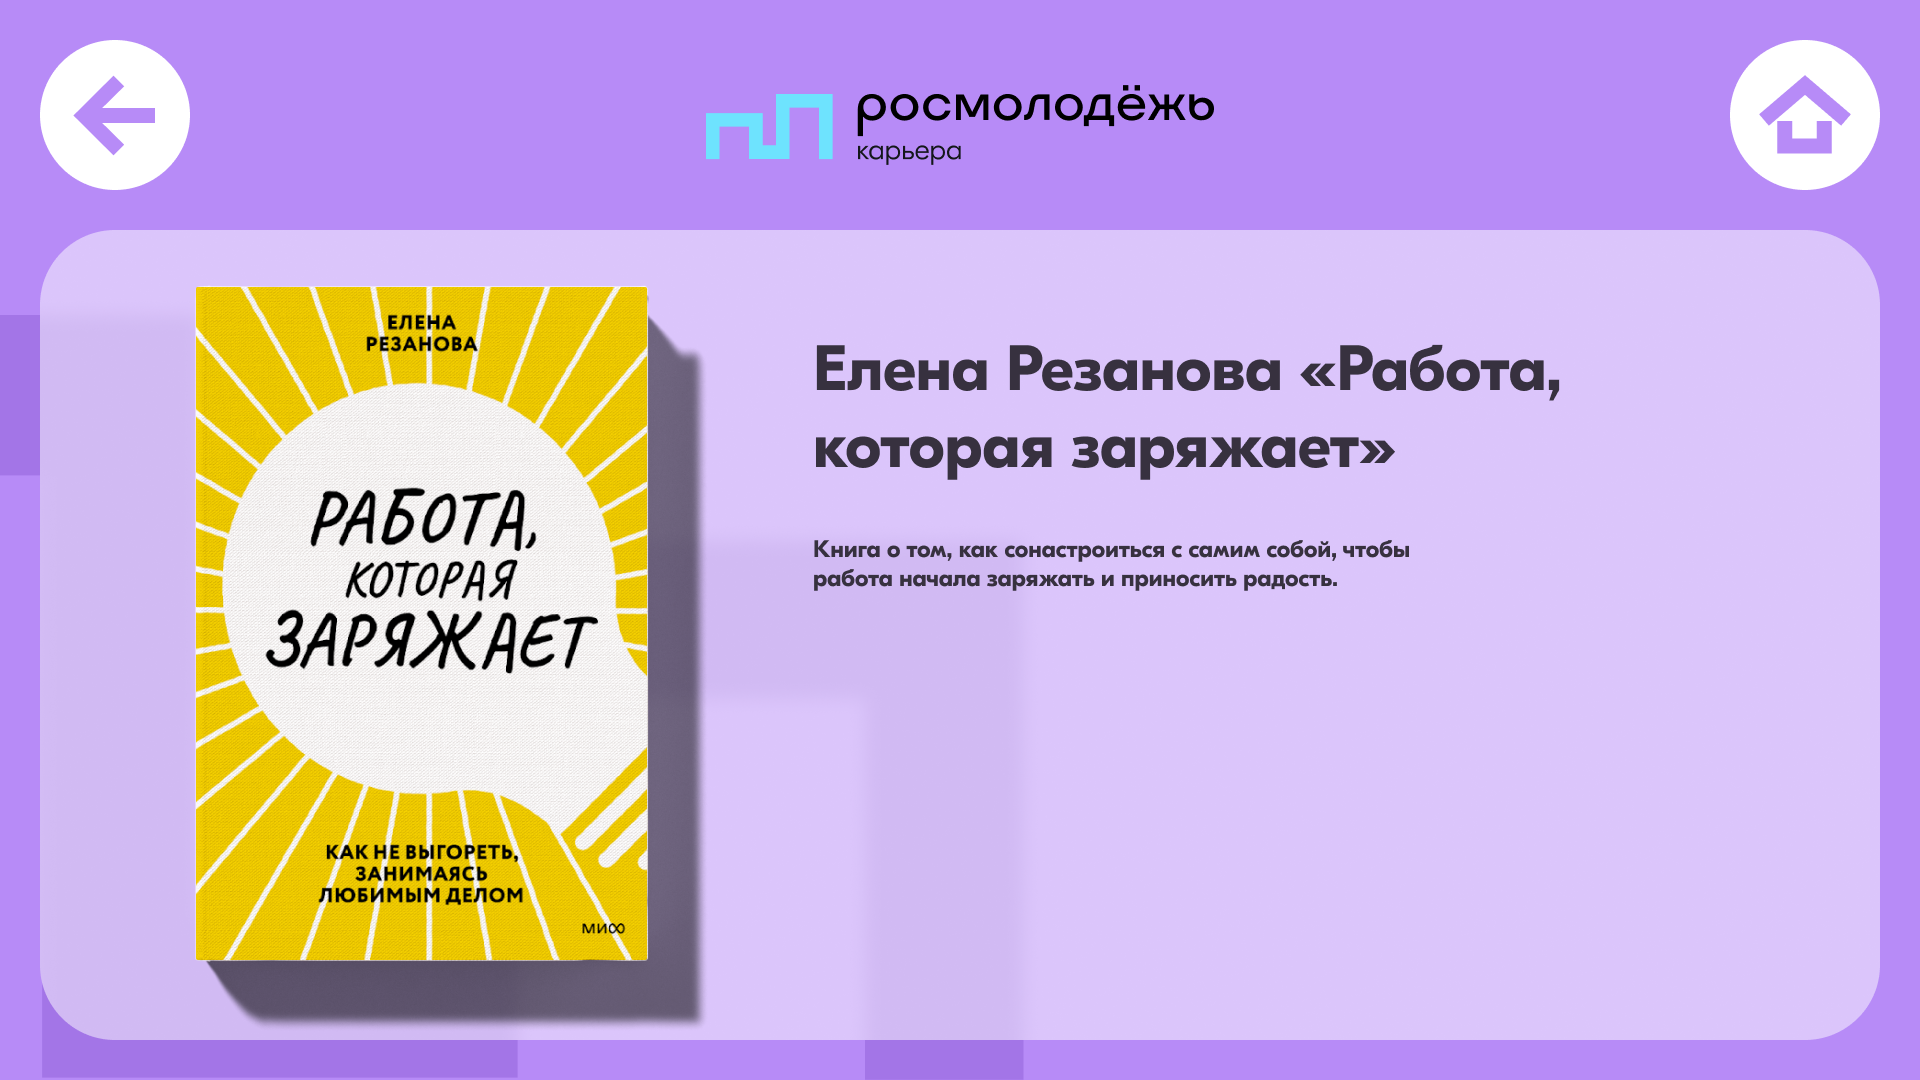 росмолодёжь
карьера
ЕЛЕНА
РЕЗАНОВА
РАБОТА,
КОТОРАЯ
ЗАРЯЖАЕТ
КАК НЕ ВЫГОРЕТЬ,
ЗАНИМАЯСЬ
ЛЮБИМЫМ ДЕЛОМ
МИФ
Елена Резанова «Работа,
которая заряжает»
Книга о том, как сонастроиться с самим собой, чтобы
работа начала заряжать и приносить радость.